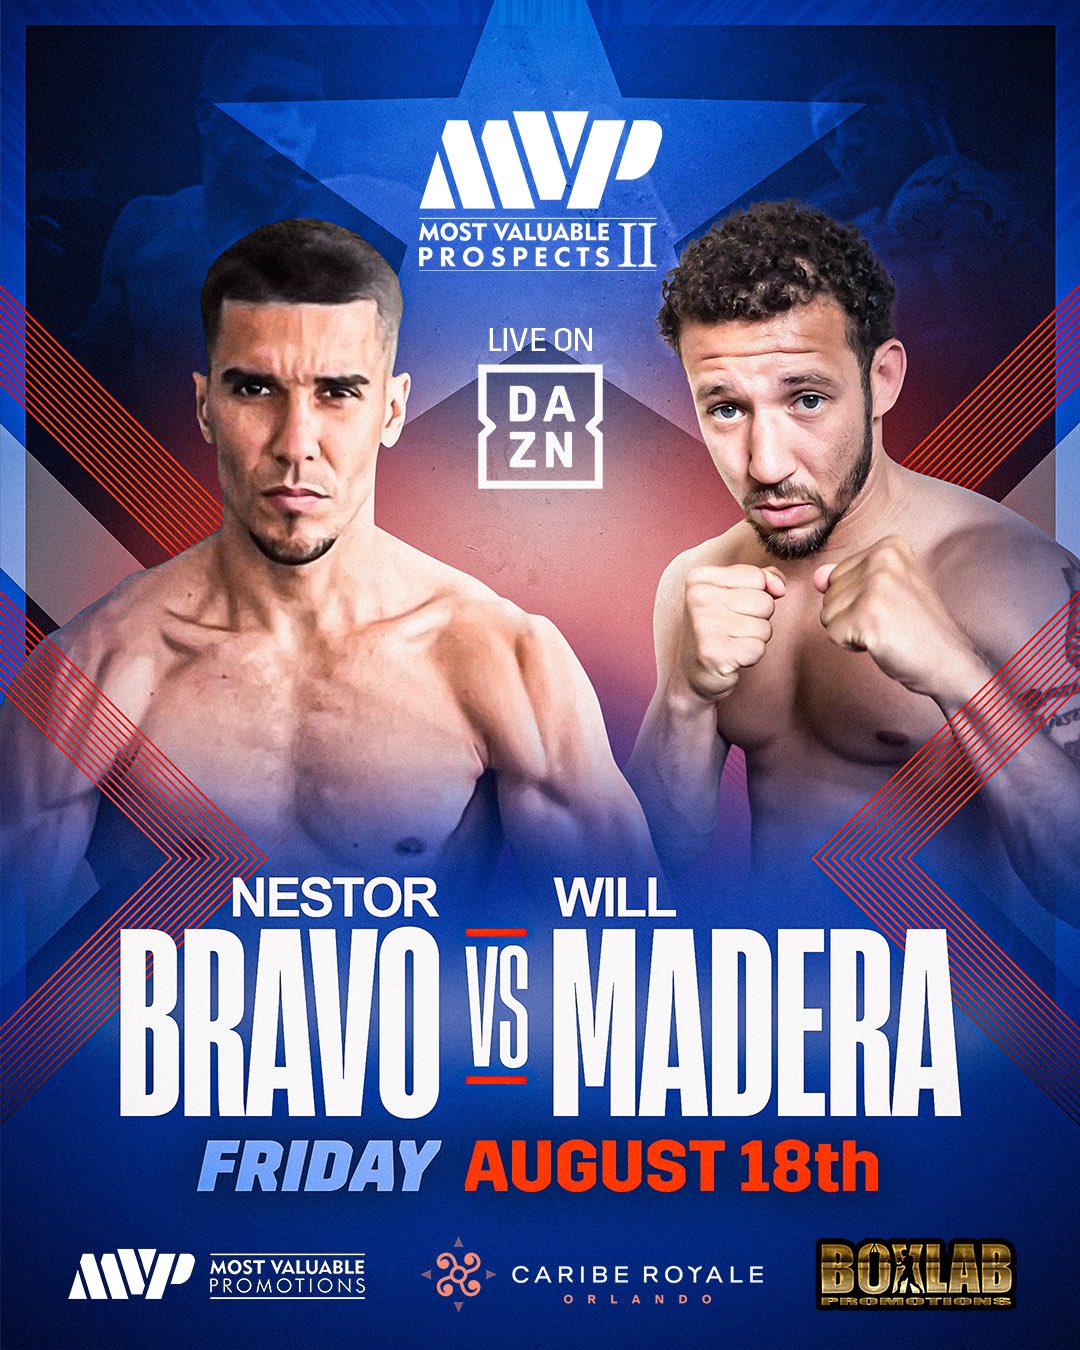 MVP
MOST VALUABLE
PROSPECTS II
LIVE ON
DA
ZN
NESTOR
BRAVO
VS
WILL
MADERA
FRIDAY AUGUST 18th
MVP
MOST VALUABLE
PROMOTIONS
CARIBE ROYALE
ORLANDO
BOXLAB
PROMOTIONS